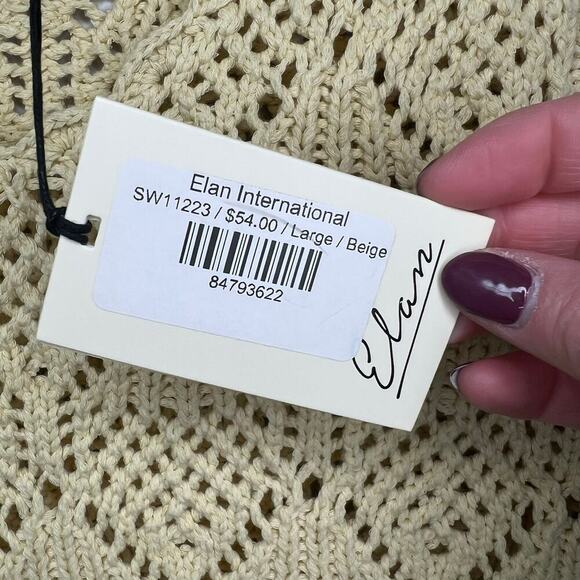 Elan International
SW11223 / $54.00 / Large / Beige
84793622
Elan